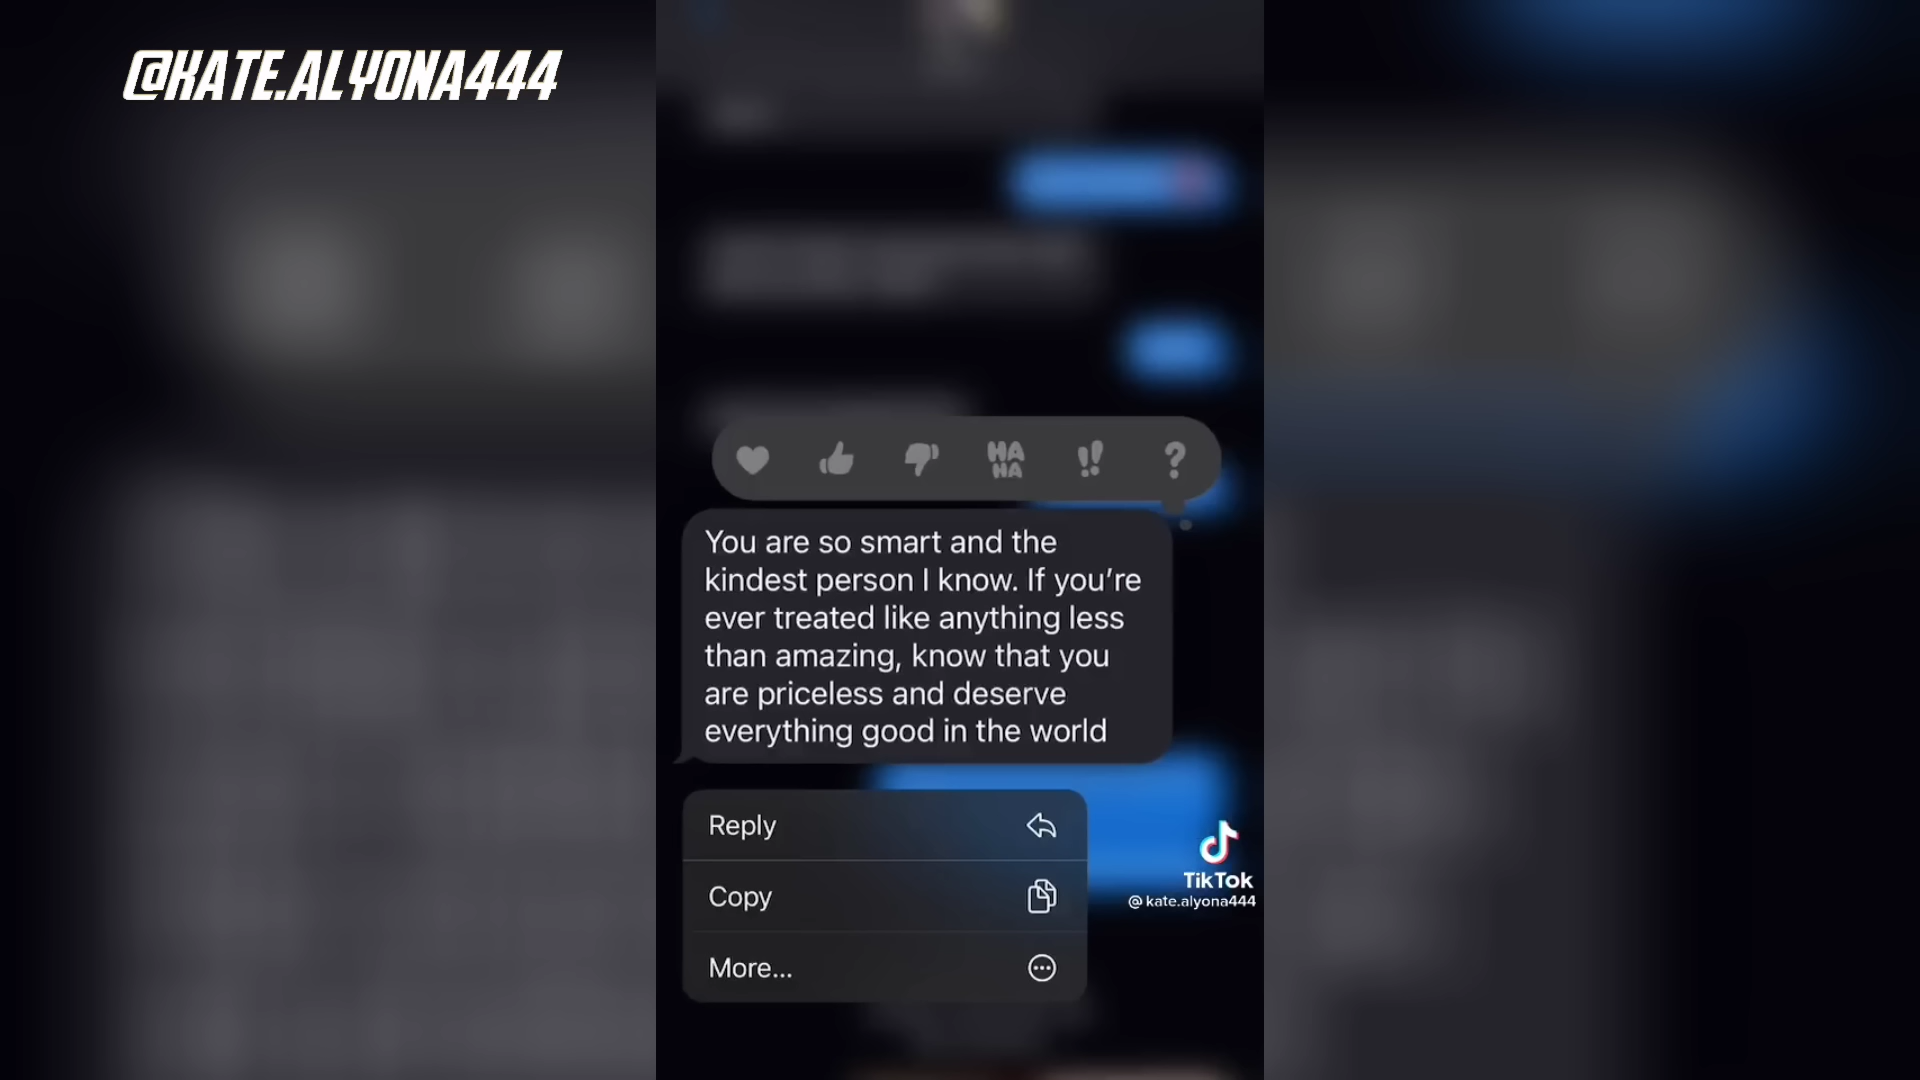 @KATE.ALYONA444
HA
HA
!!
?
You are so smart and the
kindest person I know. If you’re
ever treated like anything less
than amazing, know that you
are priceless and deserve
everything good in the world
Reply
Copy
More...
TikTok
@kate.alyona444